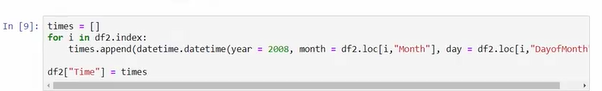 In [9]: times = []
for i in df2.index:
times.append(datetime.datetime(year = 2008, month = df2.loc[i,"Month"], day = df2.loc[i,"DayofMonth"
df2["Time"] = times